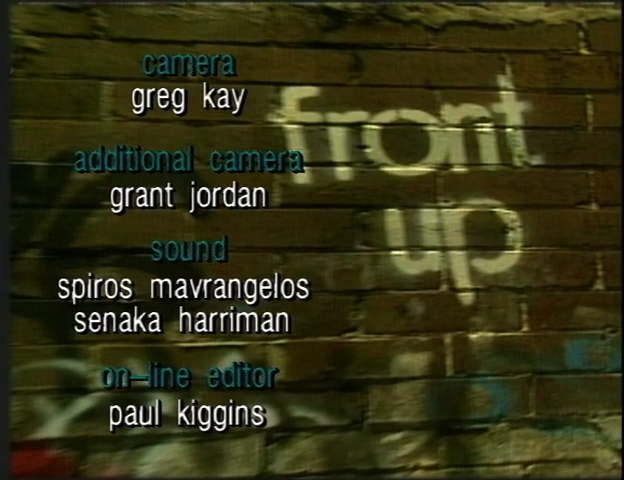 camera
greg kay
additional camera
grant jordan
sound
spiros mavrangelos
senaka harriman
on-line editor
paul kiggins
front
up